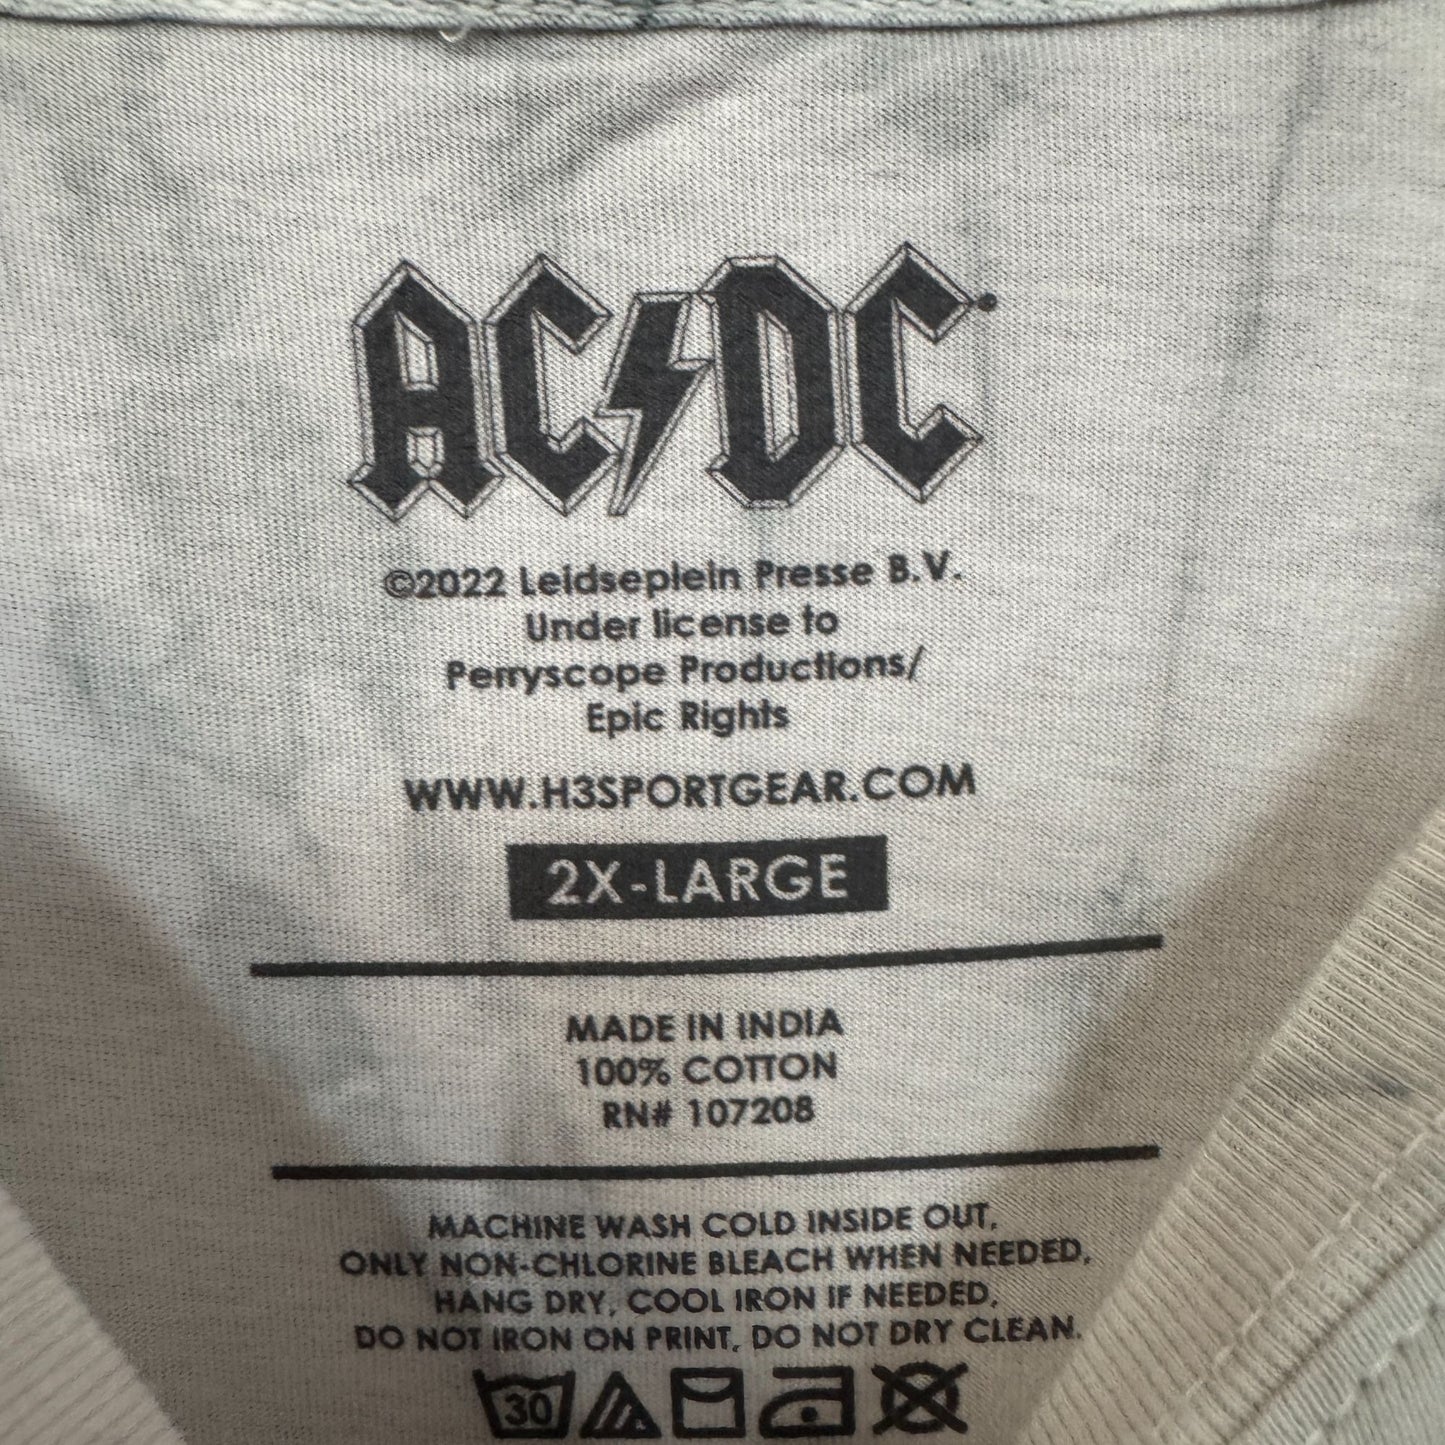 AC/DC
©2022 Leidseplein Presse B.V.
Under license to
Perryscope Productions/
Epic Rights
WWW.H3SPORTGEAR.COM
2X-LARGE
MADE IN INDIA
100% COTTON
RN# 107208
MACHINE WASH COLD INSIDE OUT,
ONLY NON-CHLORINE BLEACH WHEN NEEDED,
HANG DRY, COOL IRON IF NEEDED,
DO NOT IRON ON PRINT, DO NOT DRY CLEAN.
30